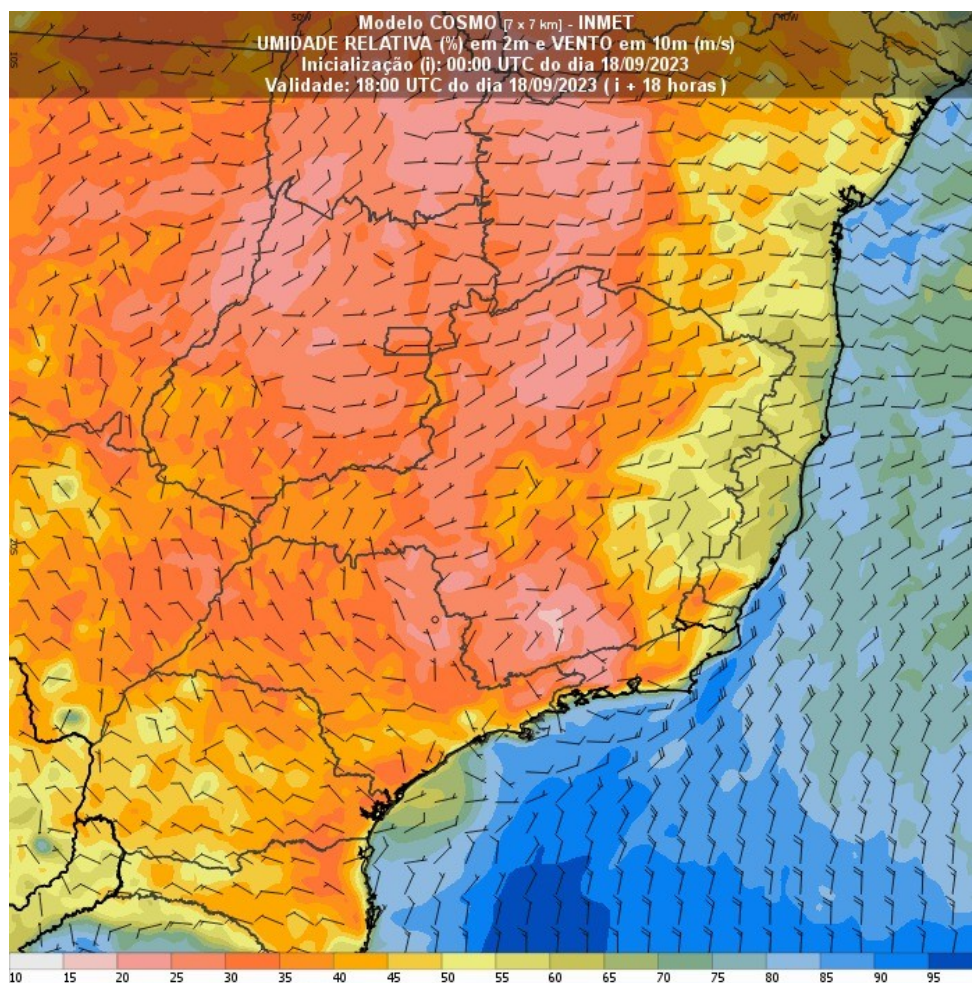 50W
40W
Modelo COSMO [7 x 7 km] - INMET
UMIDADE RELATIVA (%) em 2m e VENTO em 10m (m/s)
Inicialização (i): 00:00 UTC do dia 18/09/2023
Validade: 18:00 UTC do dia 18/09/2023 ( i + 18 horas )
10 15 20 25 30 35 40 45 50 55 60 65 70 75 80 85 90 95